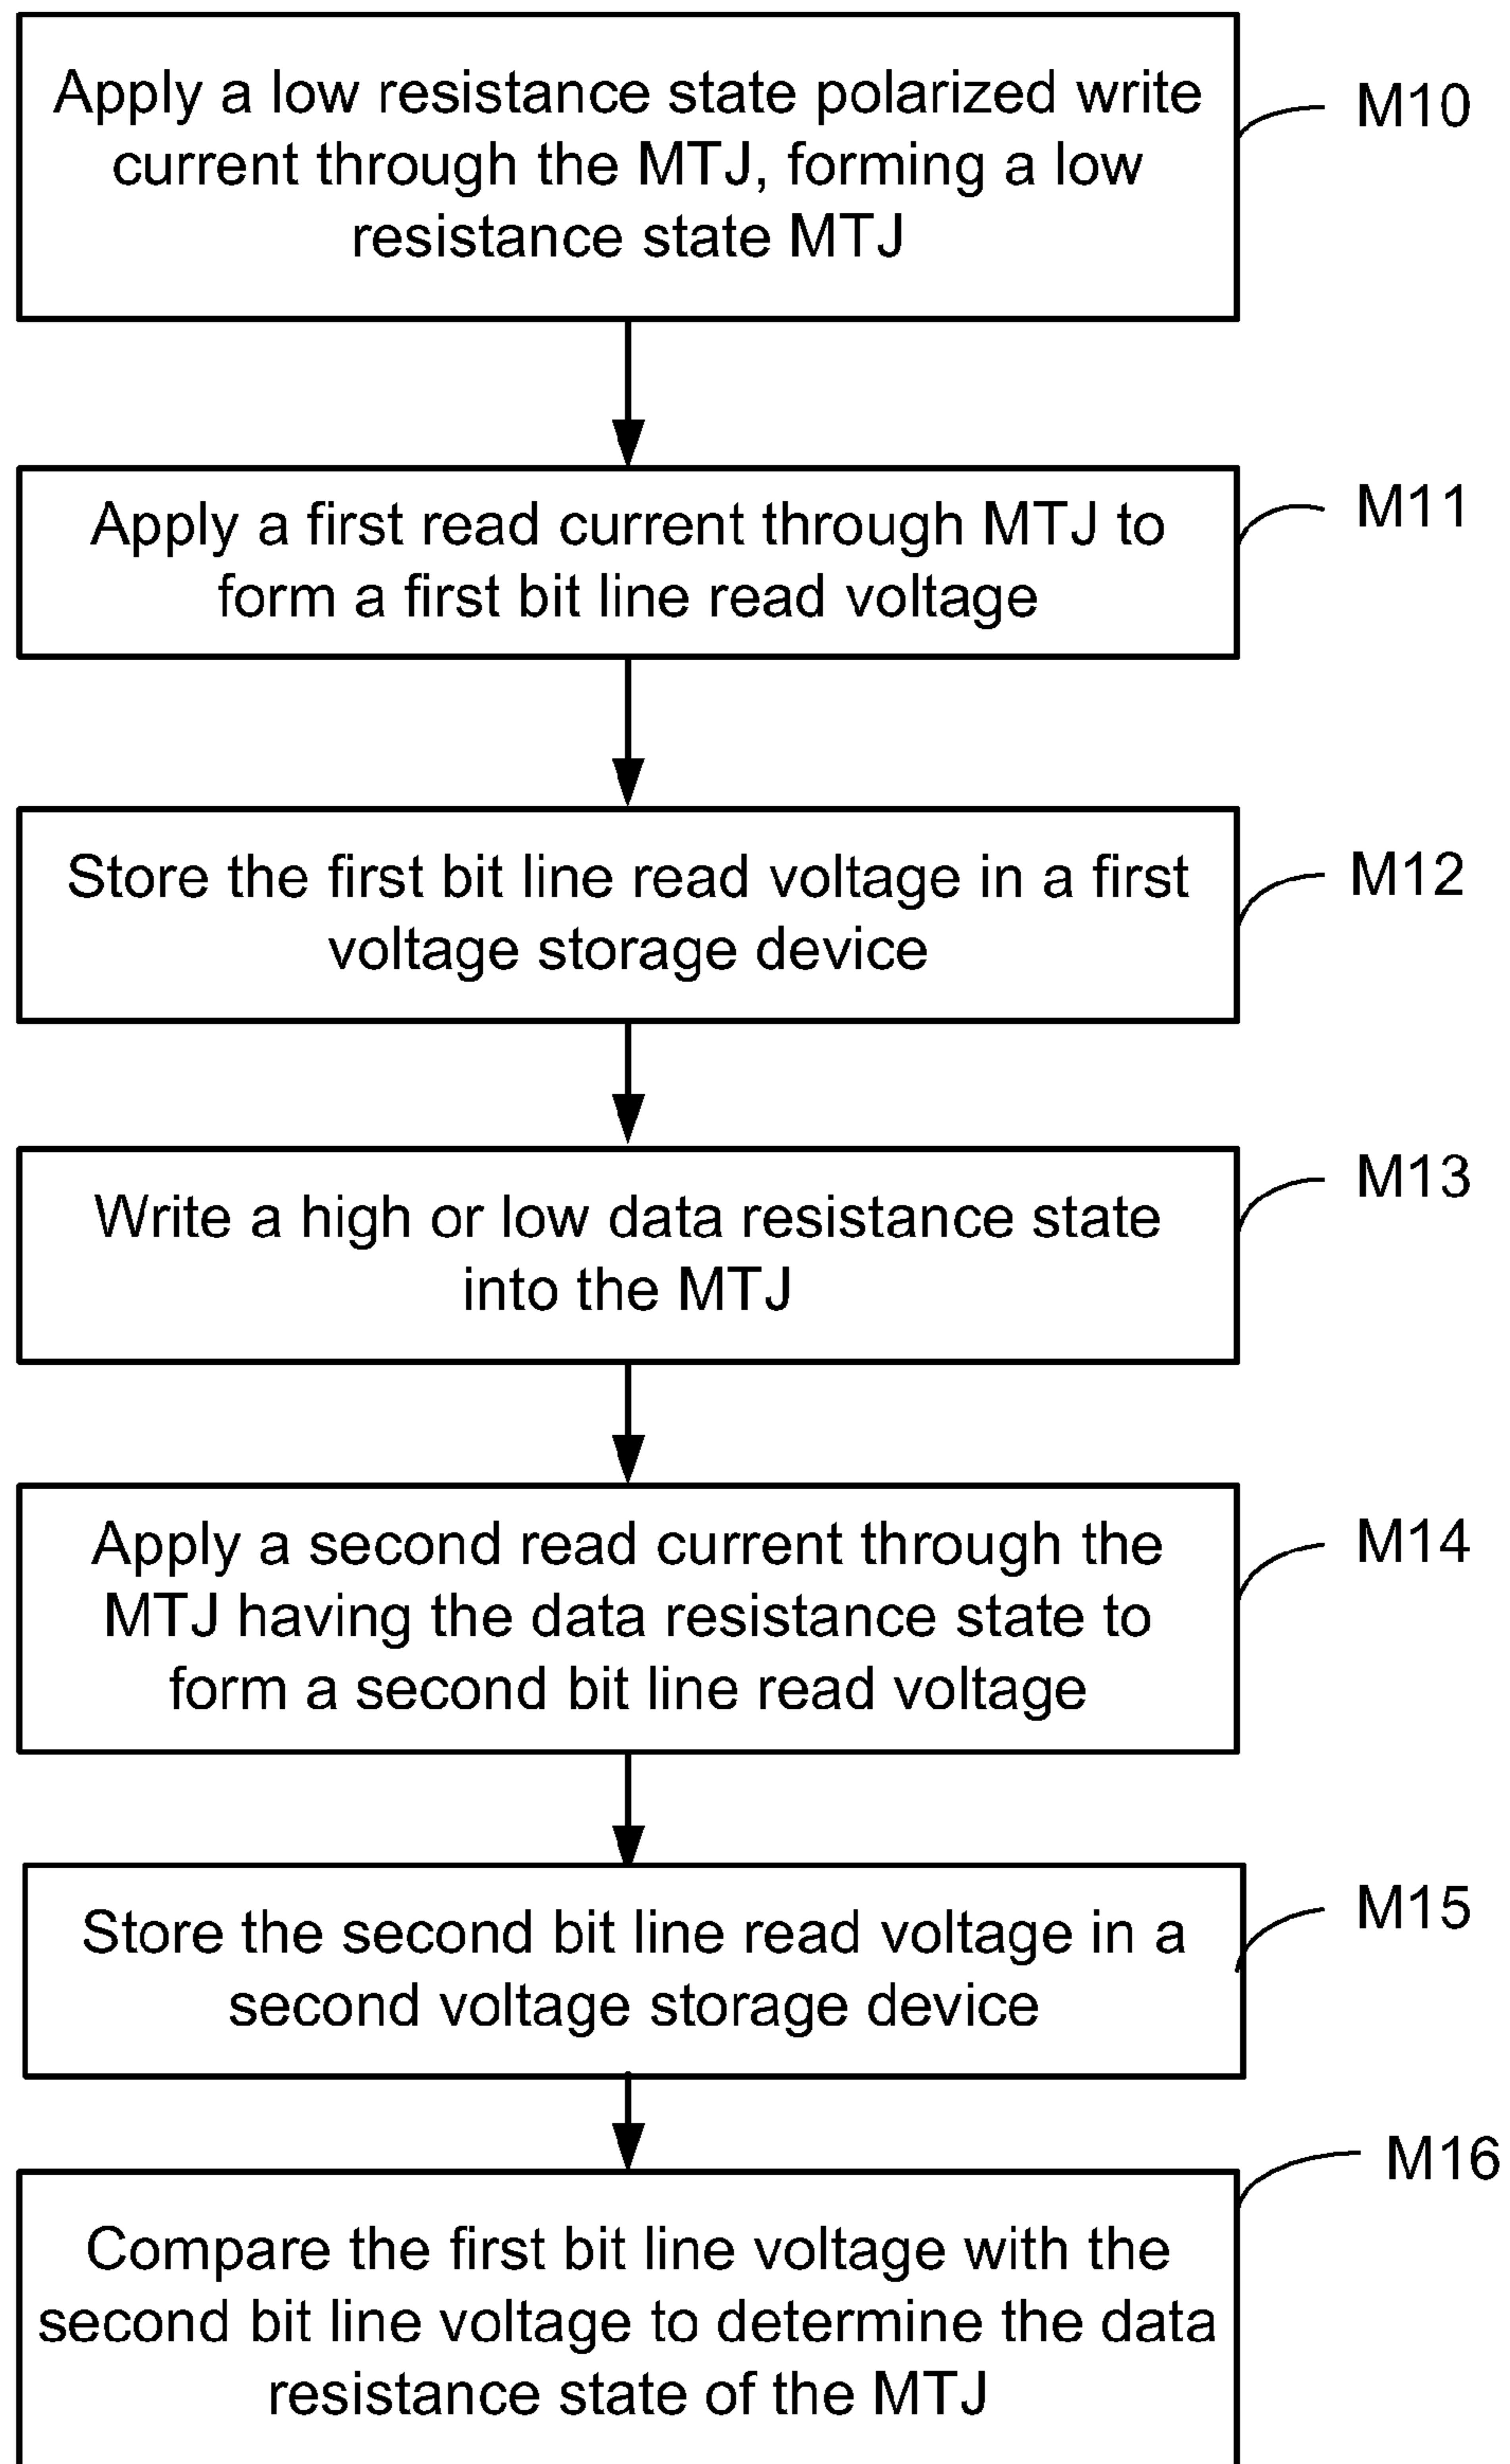 Apply a low resistance state polarized write
current through the MTJ, forming a low
resistance state MTJ
M10
Apply a first read current through MTJ to
form a first bit line read voltage
M11
Store the first bit line read voltage in a first
voltage storage device
M12
Write a high or low data resistance state
into the MTJ
M13
Apply a second read current through the
MTJ having the data resistance state to
form a second bit line read voltage
M14
Store the second bit line read voltage in a
second voltage storage device
M15
Compare the first bit line voltage with the
second bit line voltage to determine the data
resistance state of the MTJ
M16